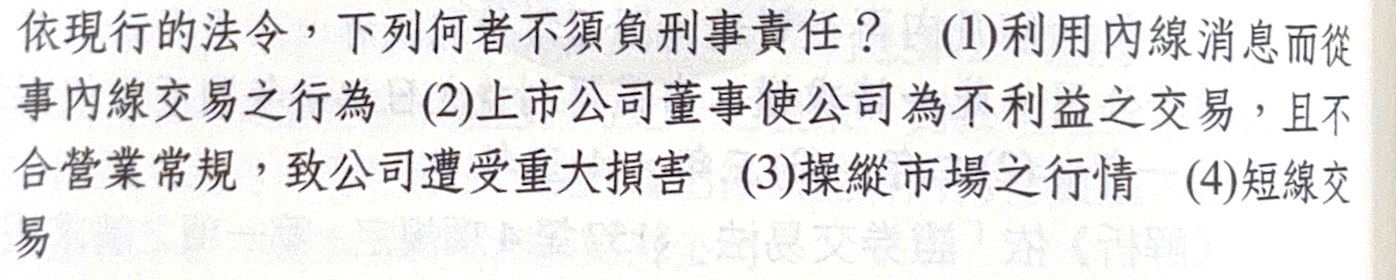 依現行的法令，下列何者不須負刑事責任？　(1)利用內線消息而從
事內線交易之行為　(2)上市公司董事使公司為不利益之交易，且不
合營業常規，致公司遭受重大損害　(3)操縱市場之行情　(4)短線交
易